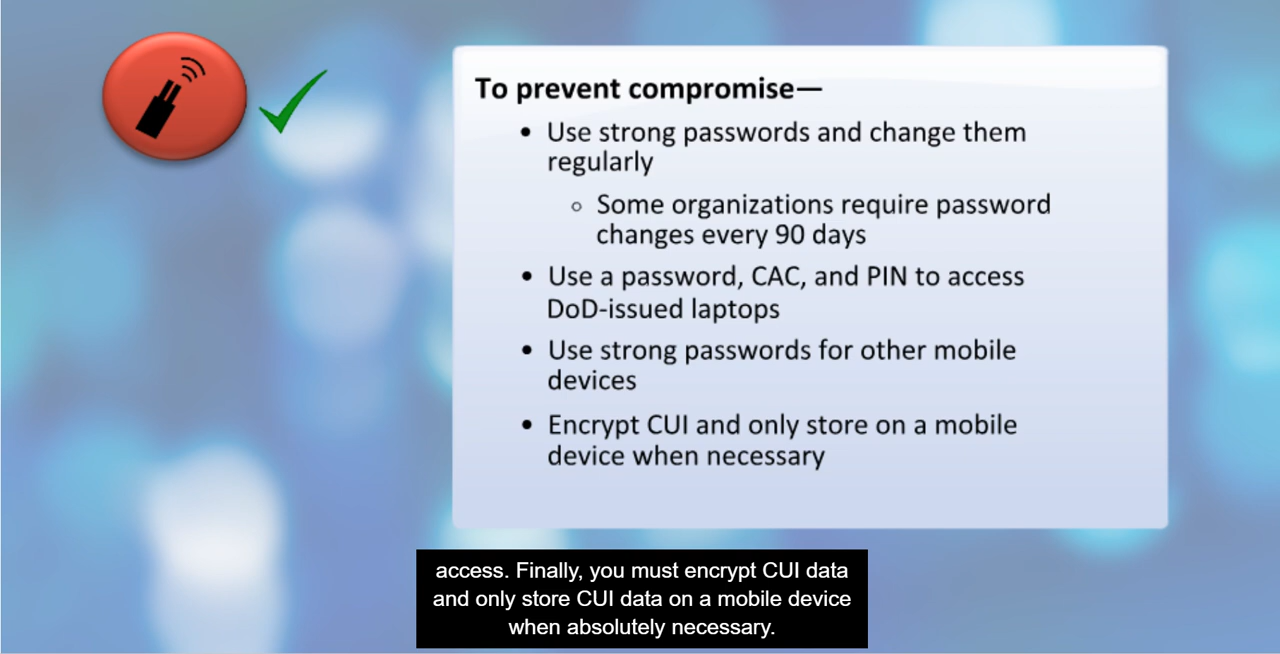 To prevent compromise—
• Use strong passwords and change them
regularly
○ Some organizations require password
changes every 90 days
• Use a password, CAC, and PIN to access
DoD-issued laptops
• Use strong passwords for other mobile
devices
• Encrypt CUI and only store on a mobile
device when necessary
access. Finally, you must encrypt CUI data
and only store CUI data on a mobile device
when absolutely necessary.